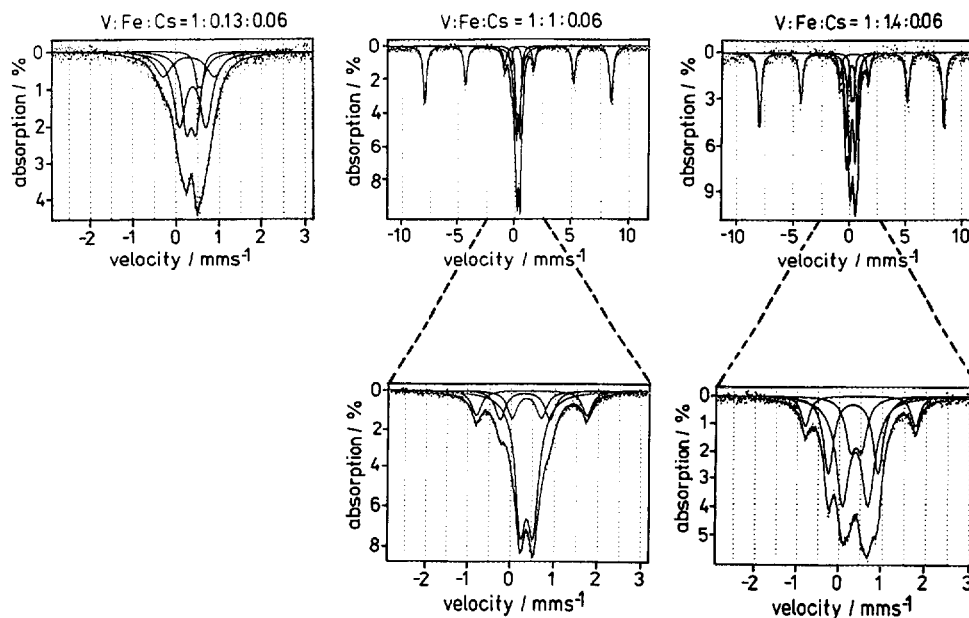 V:Fe:Cs=1:0.13:0.06
V:Fe:Cs=1:1:0.06
V:Fe:Cs=1:1.4:0.06
absorption / %
0
1
2
3
4
-2 -1 0 1 2 3
velocity / mms⁻¹
absorption / %
0
2
4
6
8
-10 -5 0 5 10
velocity / mms⁻¹
absorption / %
0
3
6
9
-10 -5 0 5 10
velocity / mms⁻¹
absorption / %
0
2
4
6
8
-2 -1 0 1 2 3
velocity / mms⁻¹
absorption / %
0
1
2
3
4
5
-2 -1 0 1 2 3
velocity / mms⁻¹